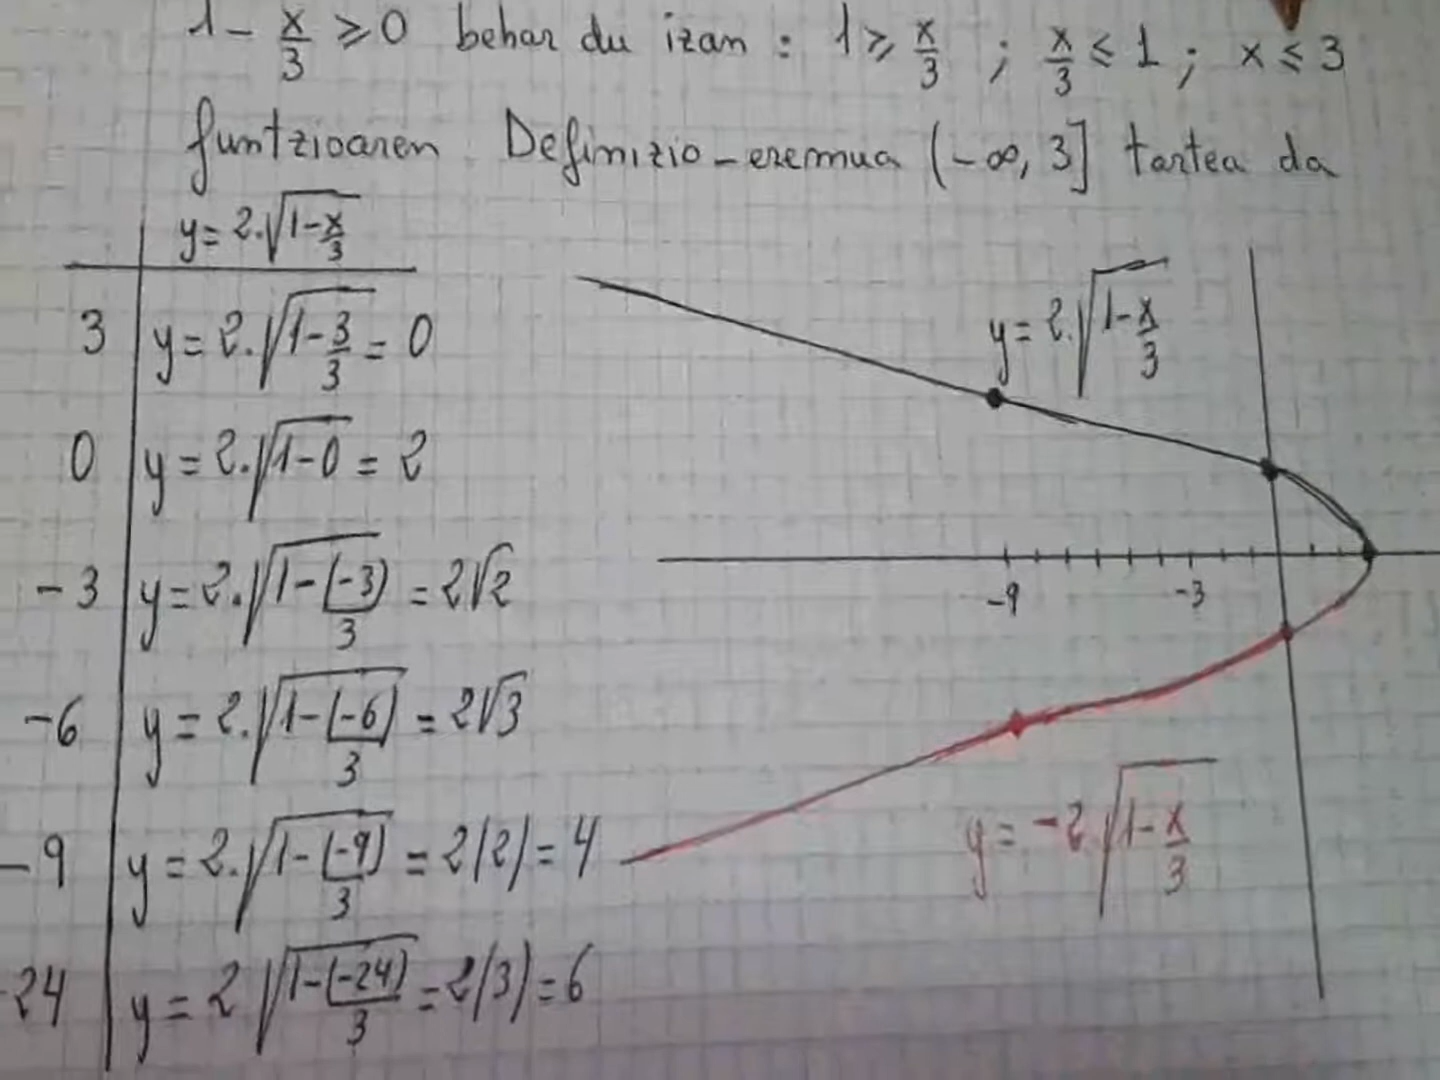 1 - x/3 ≥ 0 behar du izan : 1 ≥ x/3 ; x/3 ≤ 1 ; x ≤ 3
funtzioaren Definizio-eremua (-∞, 3] tartea da
y = 2.√(1-x/3)
3 y = 2.√(1-3/3) = 0
0 y = 2.√(1-0) = 2
-3 y = 2.√(1-(-3)/3) = 2√2
-6 y = 2.√(1-(-6)/3) = 2√3
-9 y = 2.√(1-(-9)/3) = 2(2) = 4
-24 y = 2√(1-(-24)/3) = 2(3) = 6
y = 2.√(1-x/3)
-9 -3
y = -2.√(1-x/3)